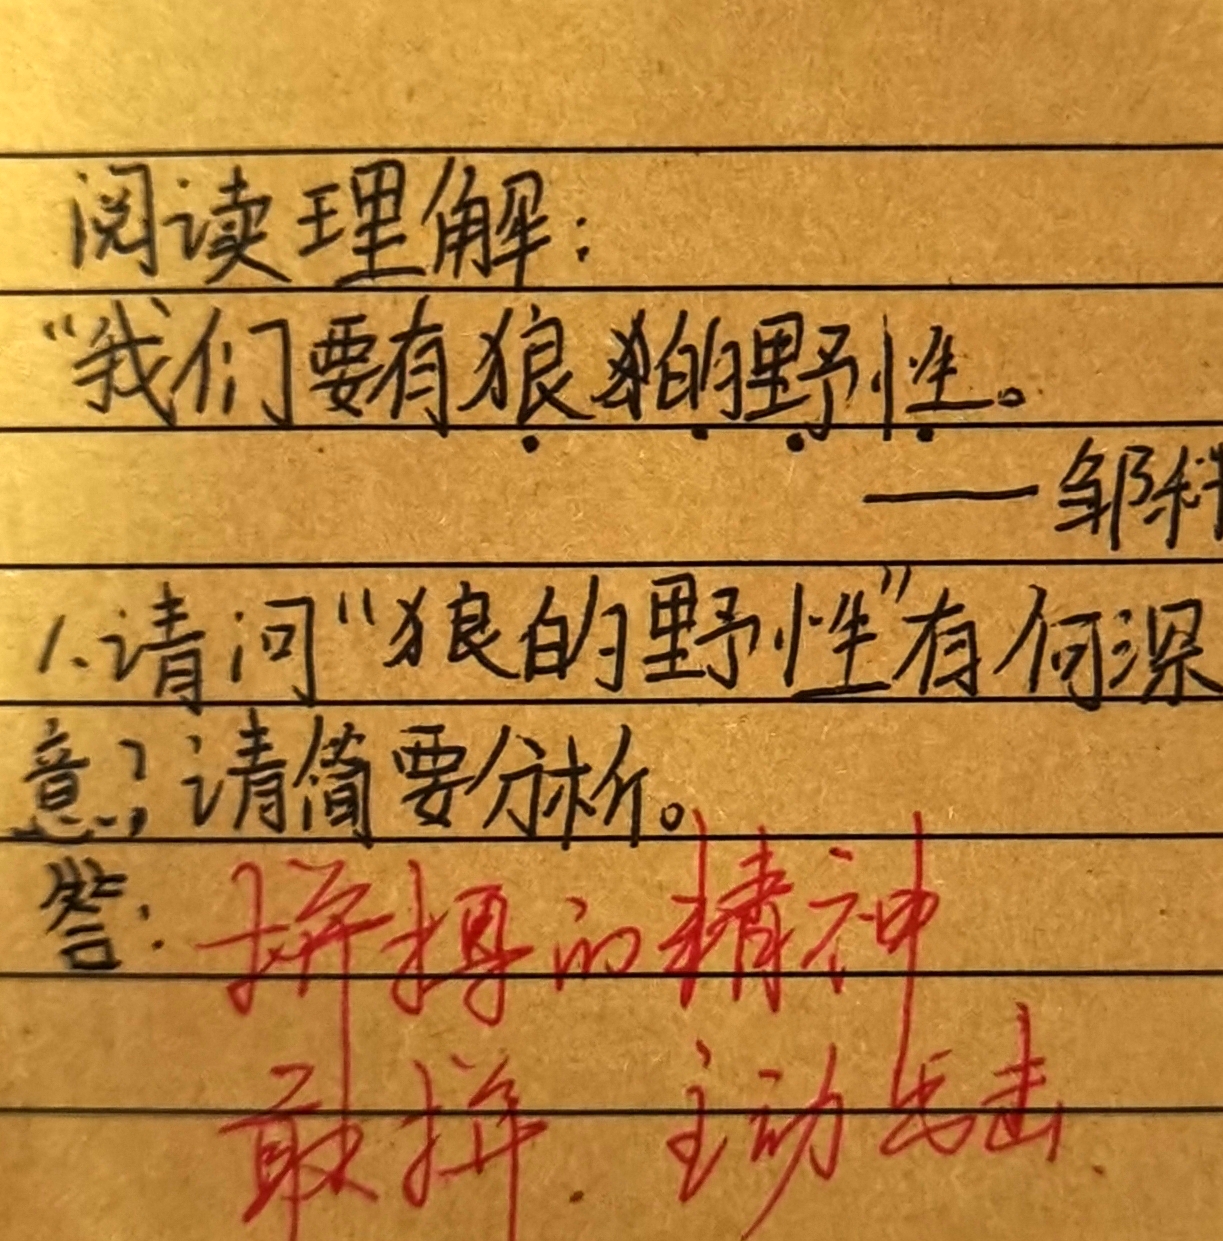 阅读理解：
“我们要有狼的野性。
——邹
1.请问“狼的野性”有何深
意？请简要分析。
答：拼搏的精神
敢拼．主动出击．